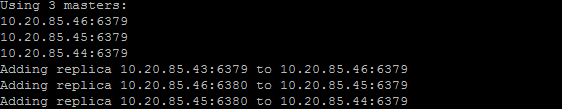 Using 3 masters:
10.20.85.46:6379
10.20.85.45:6379
10.20.85.44:6379
Adding replica 10.20.85.43:6379 to 10.20.85.46:6379
Adding replica 10.20.85.46:6380 to 10.20.85.45:6379
Adding replica 10.20.85.45:6380 to 10.20.85.44:6379